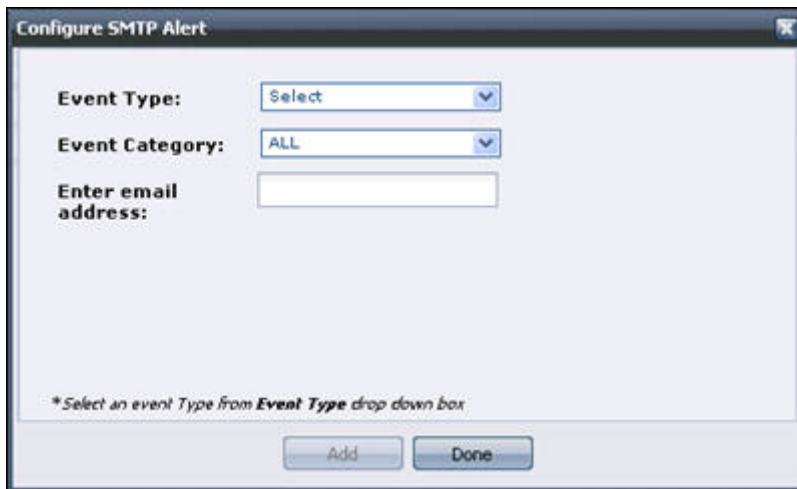 Configure SMTP Alert
Event Type:
Select
Event Category:
ALL
Enter email
address:
*Select an event Type from Event Type drop down box
Add
Done